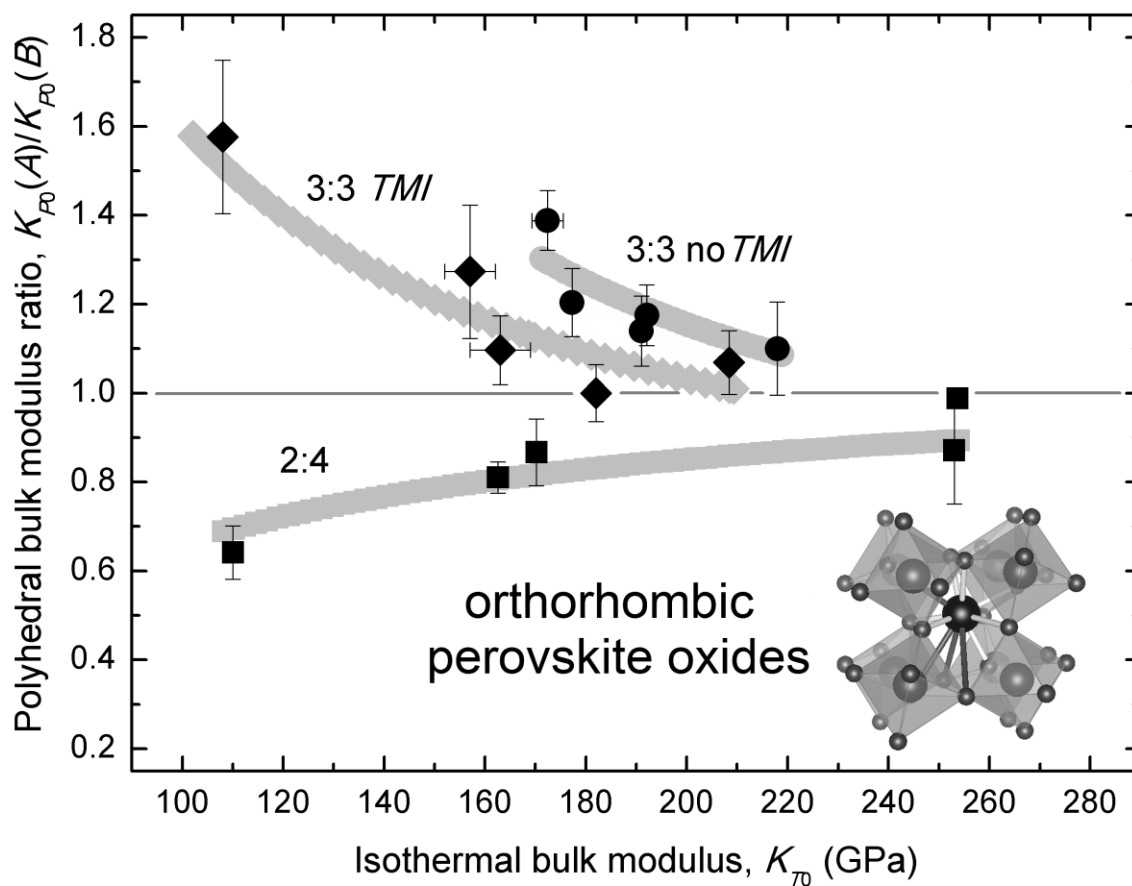 Polyhedral bulk modulus ratio, K_P0(A)/K_P0(B)
1.8
1.6
1.4
1.2
1.0
0.8
0.6
0.4
0.2
3:3 TMI
3:3 no TMI
2:4
orthorhombic
perovskite oxides
100 120 140 160 180 200 220 240 260 280
Isothermal bulk modulus, K_T0 (GPa)